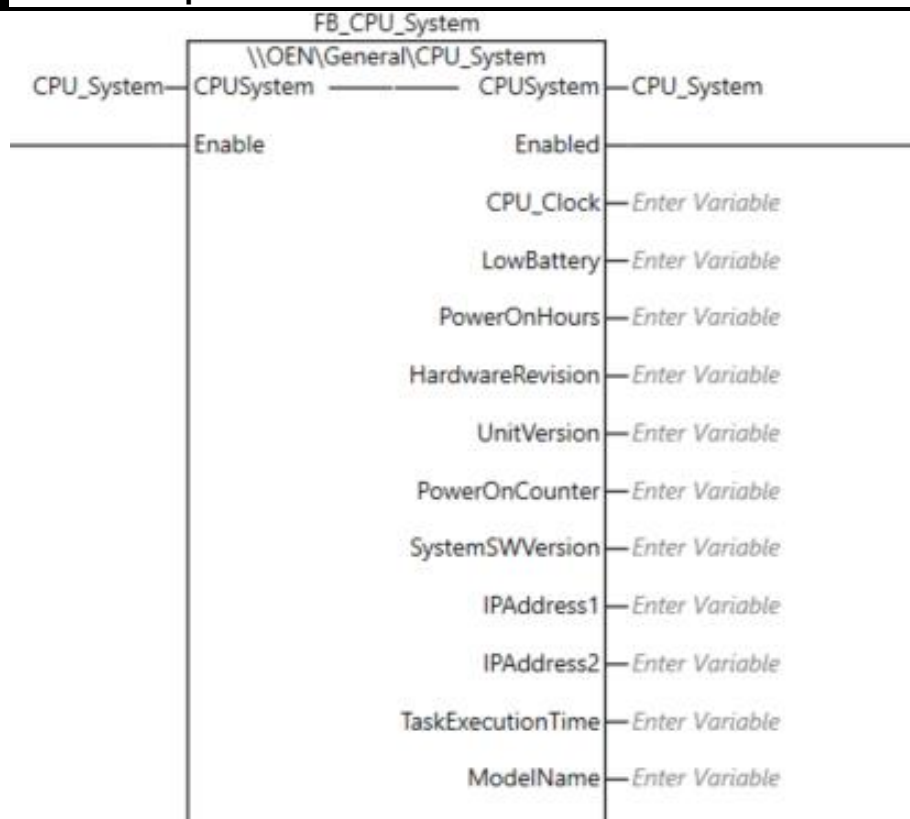 FB_CPU_System
\\OEN\General\CPU_System
CPU_System CPUSystem CPUSystem CPU_System
Enable Enabled
CPU_Clock Enter Variable
LowBattery Enter Variable
PowerOnHours Enter Variable
HardwareRevision Enter Variable
UnitVersion Enter Variable
PowerOnCounter Enter Variable
SystemSWVersion Enter Variable
IPAddress1 Enter Variable
IPAddress2 Enter Variable
TaskExecutionTime Enter Variable
ModelName Enter Variable